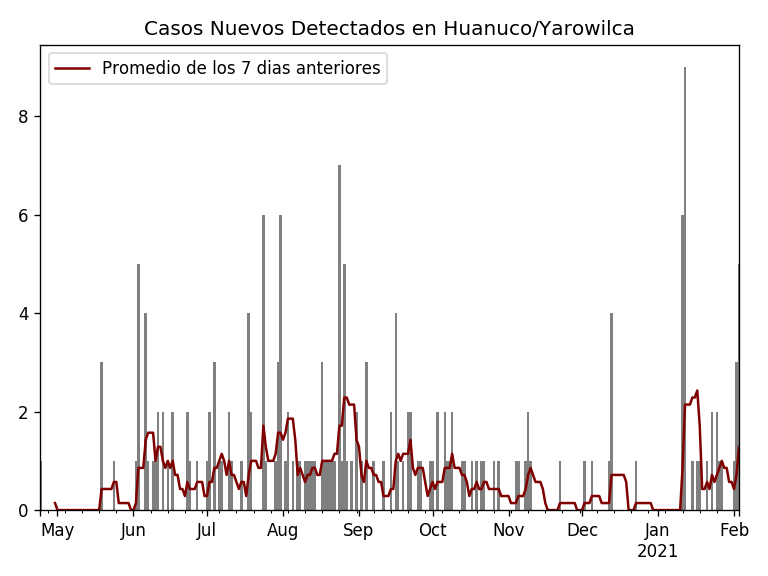 Casos Nuevos Detectados en Huanuco/Yarowilca
Promedio de los 7 dias anteriores
8
6
4
2
0
May Jun Jul Aug Sep Oct Nov Dec Jan Feb
2021